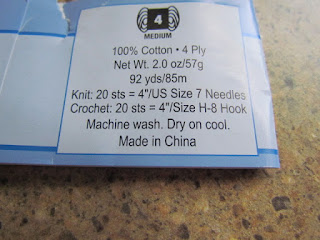 4
MEDIUM
100% Cotton • 4 Ply
Net Wt. 2.0 oz/57g
92 yds/85m
Knit: 20 sts = 4"/US Size 7 Needles
Crochet: 20 sts = 4"/Size H-8 Hook
Machine wash. Dry on cool.
Made in China